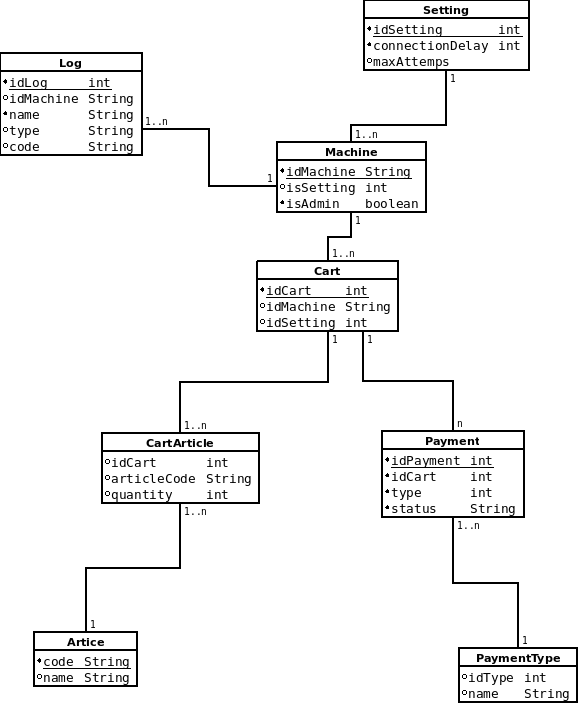 Setting
idSetting int
connectionDelay int
maxAttemps
1
Log
idLog int
idMachine String
name String
type String
code String
1..n
1
1..n
Machine
idMachine String
isSetting int
isAdmin boolean
1
1..n
Cart
idCart int
idMachine String
idSetting int
1
1
1..n
CartArticle
idCart int
articleCode String
quantity int
1..n
n
Payment
idPayment int
idCart int
type int
status String
1..n
1
Artice
code String
name String
1
PaymentType
idType int
name String